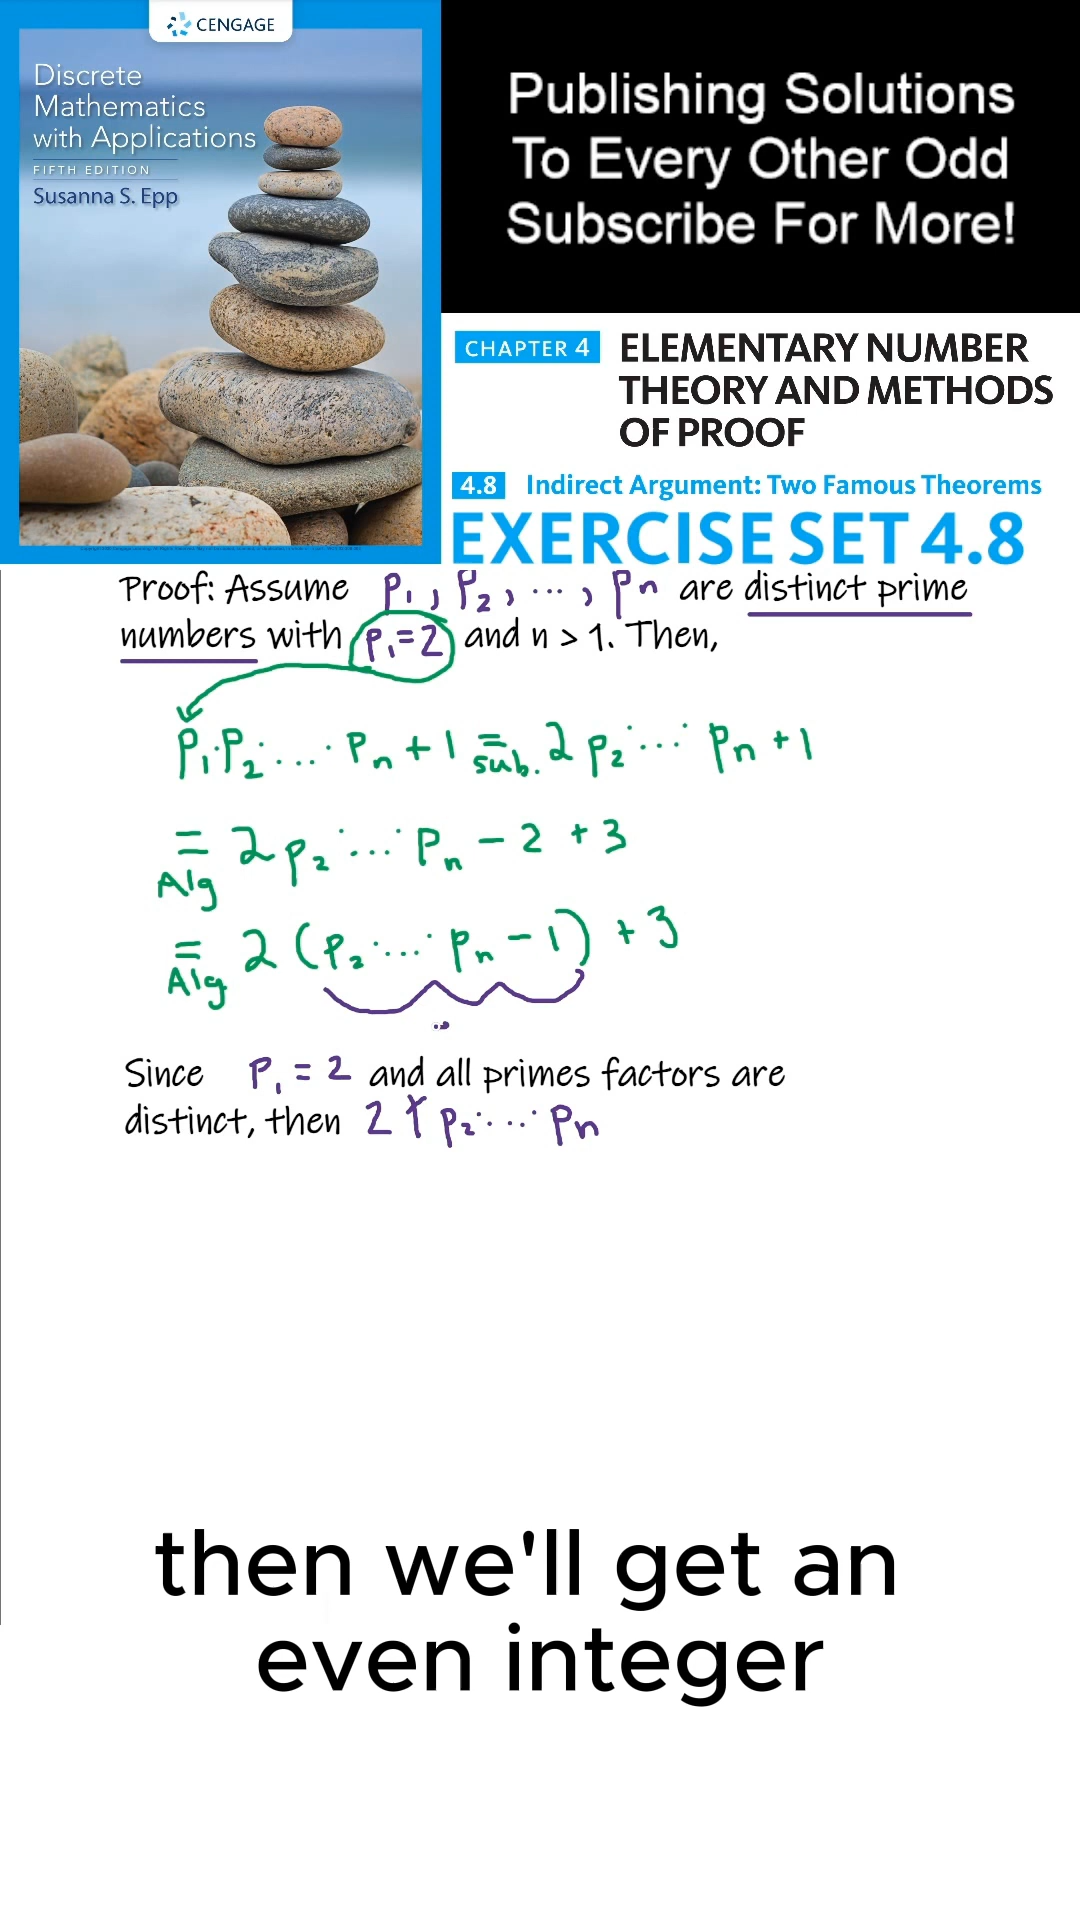 CENGAGE
Discrete
Mathematics
with Applications
FIFTH EDITION
Susanna S. Epp
Publishing Solutions
To Every Other Odd
Subscribe For More!
CHAPTER 4
ELEMENTARY NUMBER
THEORY AND METHODS
OF PROOF
4.8 Indirect Argument: Two Famous Theorems
EXERCISE SET 4.8
Proof: Assume P₁, P₂, ..., Pn are distinct prime
numbers with P₁=2 and n > 1. Then,
P₁·P₂·...·Pn + 1 = sub. 2 P₂·...·Pn + 1
= Alg 2 P₂·...·Pn - 2 + 3
= Alg 2 (P₂·...·Pn - 1) + 3
Since P₁ = 2 and all primes factors are
distinct, then 2 ∤ P₂·...·Pn
then we'll get an
even integer